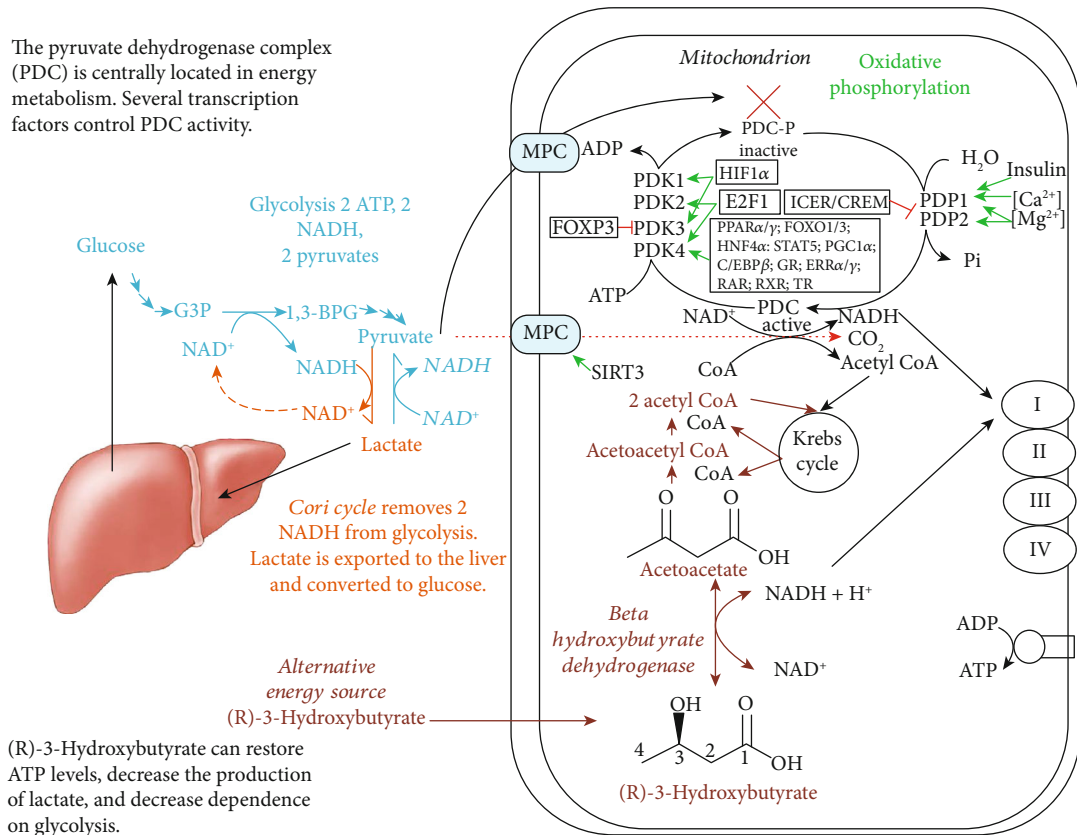 The pyruvate dehydrogenase complex
(PDC) is centrally located in energy
metabolism. Several transcription
factors control PDC activity.
Mitochondrion
Oxidative
phosphorylation
MPC
ADP
PDC-P
inactive
H₂O
PDK1
PDK2
PDK3
PDK4
HIF1α
E2F1
ICER/CREM
FOXP3
PPARα/γ; FOXO1/3;
HNF4α: STAT5; PGC1α;
C/EBPβ; GR; ERRα/γ;
RAR; RXR; TR
PDP1
PDP2
Insulin
[Ca²⁺]
[Mg²⁺]
Pi
ATP
PDC
active
NAD⁺
NADH
CO₂
Acetyl CoA
CoA
MPC
SIRT3
Glycolysis 2 ATP, 2
NADH,
2 pyruvates
Glucose
G3P
1,3-BPG
Pyruvate
NAD⁺
NADH
NADH
NAD⁺
NAD⁺
Lactate
Cori cycle removes 2
NADH from glycolysis.
Lactate is exported to the liver
and converted to glucose.
2 acetyl CoA
CoA
Acetoacetyl CoA
CoA
Krebs
cycle
I
II
III
IV
O
O
OH
Acetoacetate
NADH + H⁺
Beta
hydroxybutyrate
dehydrogenase
NAD⁺
ADP
ATP
Alternative
energy source
(R)-3-Hydroxybutyrate
OH
O
4
3
2
1
OH
(R)-3-Hydroxybutyrate
(R)-3-Hydroxybutyrate can restore
ATP levels, decrease the production
of lactate, and decrease dependence
on glycolysis.